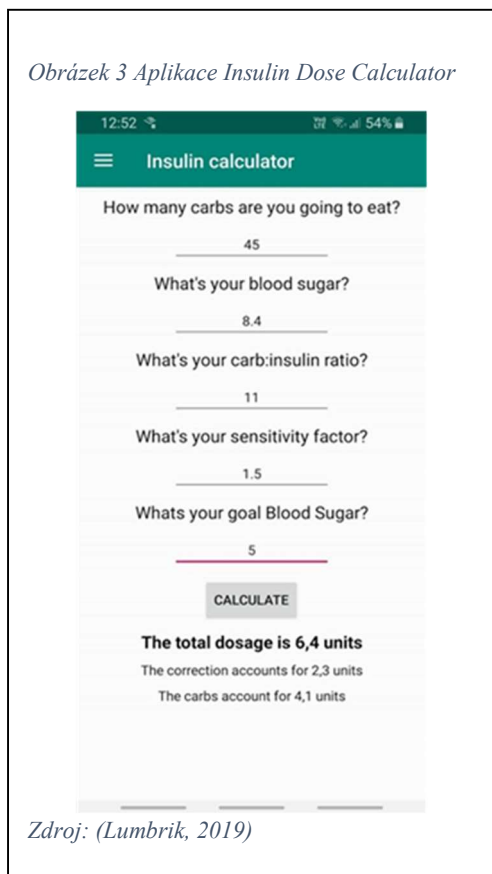 Obrázek 3 Aplikace Insulin Dose Calculator
12:52 54%
Insulin calculator
How many carbs are you going to eat?
45
What's your blood sugar?
8.4
What's your carb:insulin ratio?
11
What's your sensitivity factor?
1.5
Whats your goal Blood Sugar?
5
CALCULATE
The total dosage is 6,4 units
The correction accounts for 2,3 units
The carbs account for 4,1 units
Zdroj: (Lumbrik, 2019)